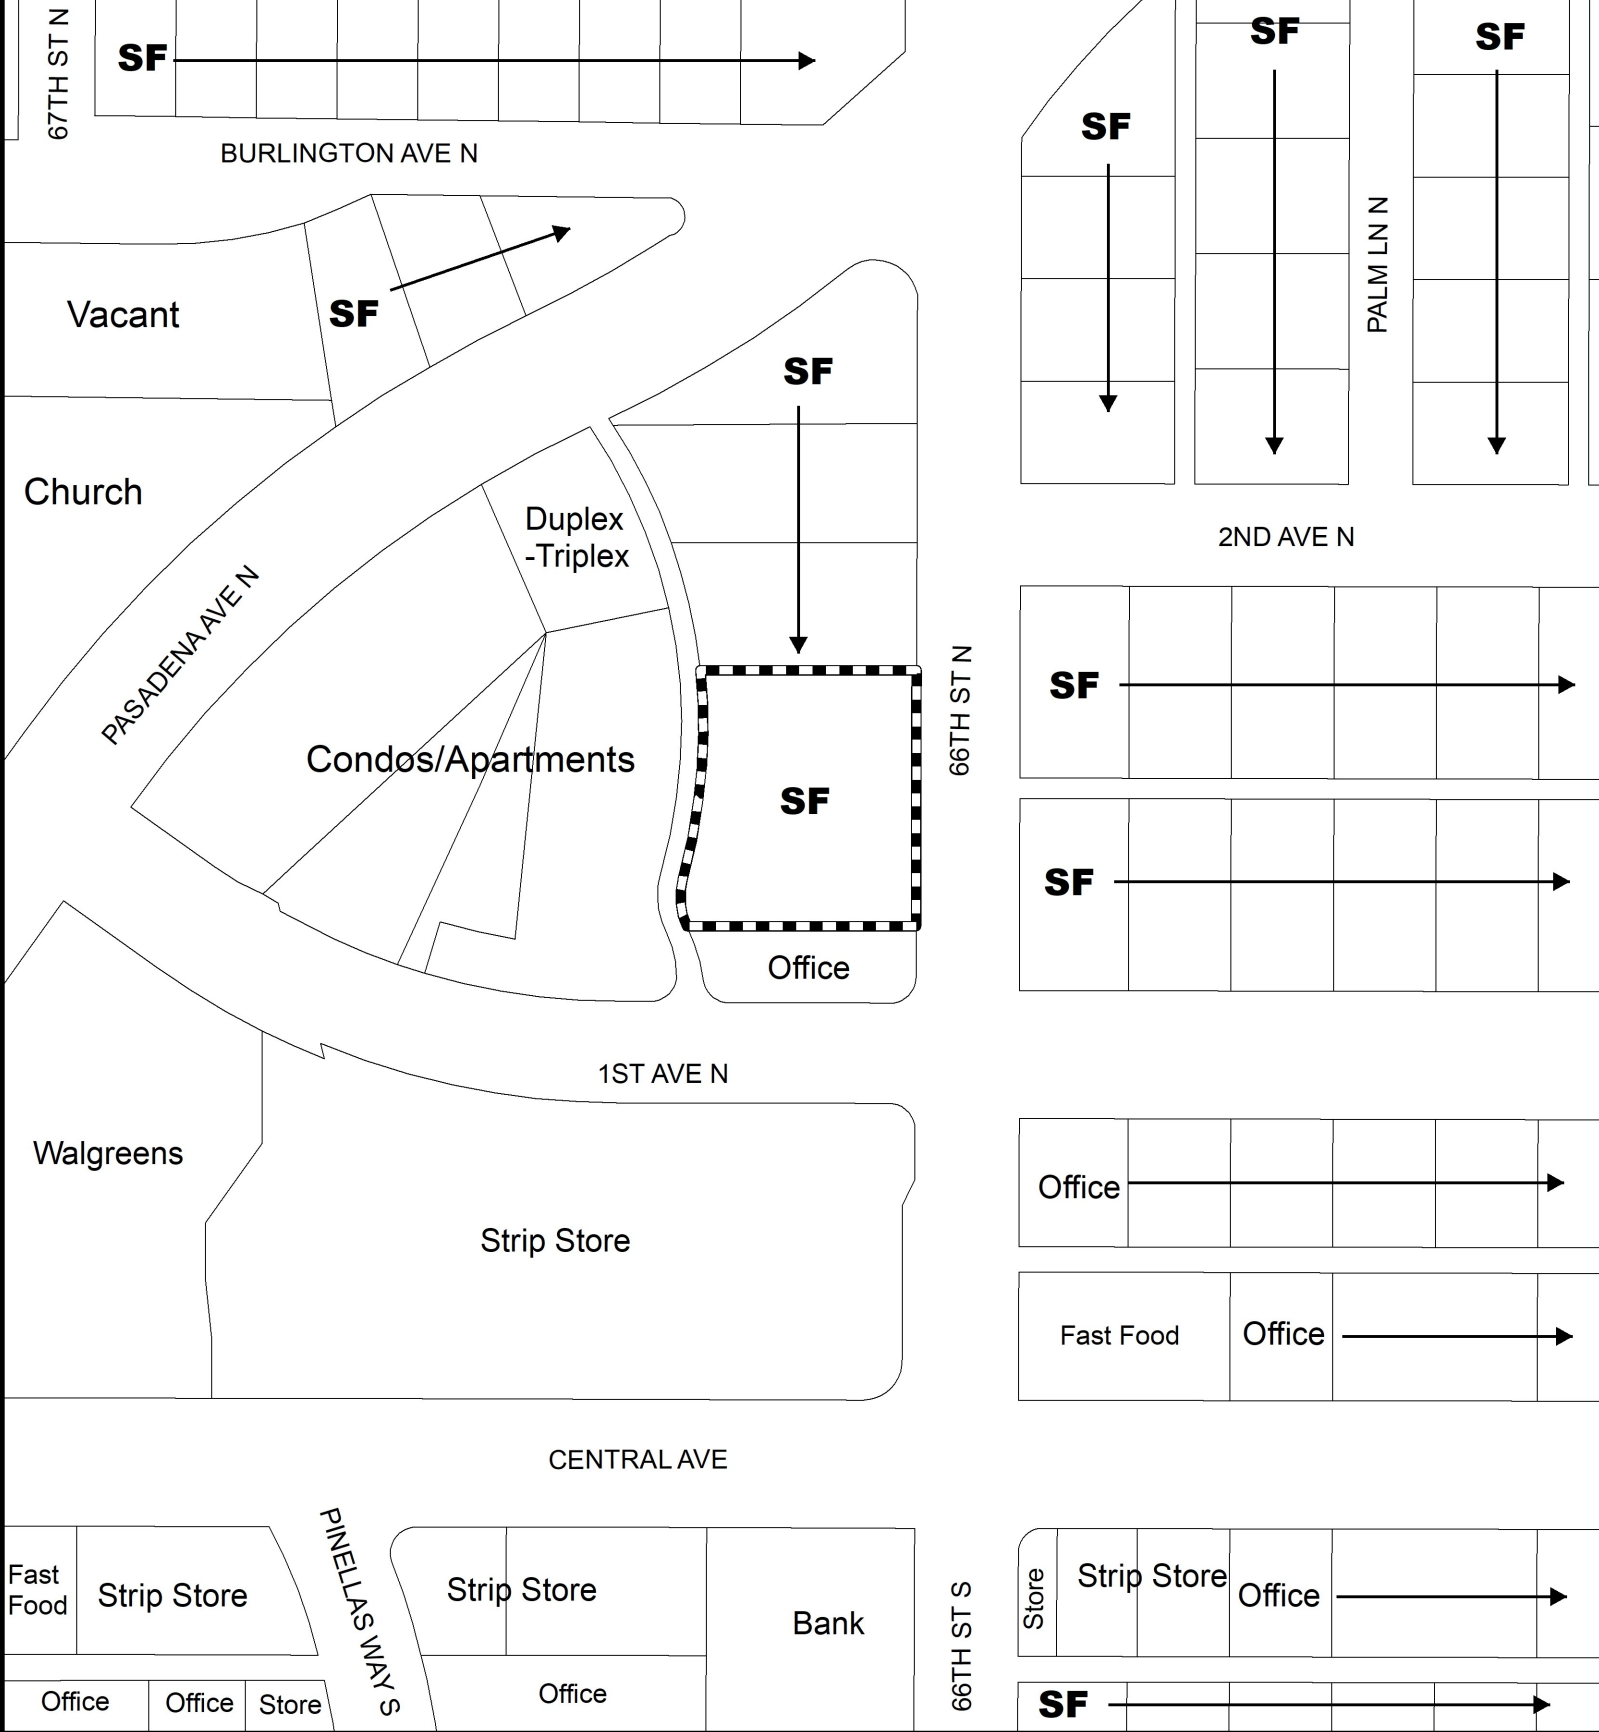 67TH ST N
SF
SF
SF
SF
BURLINGTON AVE N
PALM LN N
Vacant
SF
SF
Church
Duplex
-Triplex
2ND AVE N
PASADENA AVE N
66TH ST N
SF
Condos/Apartments
SF
SF
Office
1ST AVE N
Walgreens
Office
Strip Store
Fast Food
Office
CENTRAL AVE
PINELLAS WAY S
Fast
Food
Strip Store
Strip Store
Bank
66TH ST S
Store
Strip Store
Office
Office
Office
Store
Office
SF